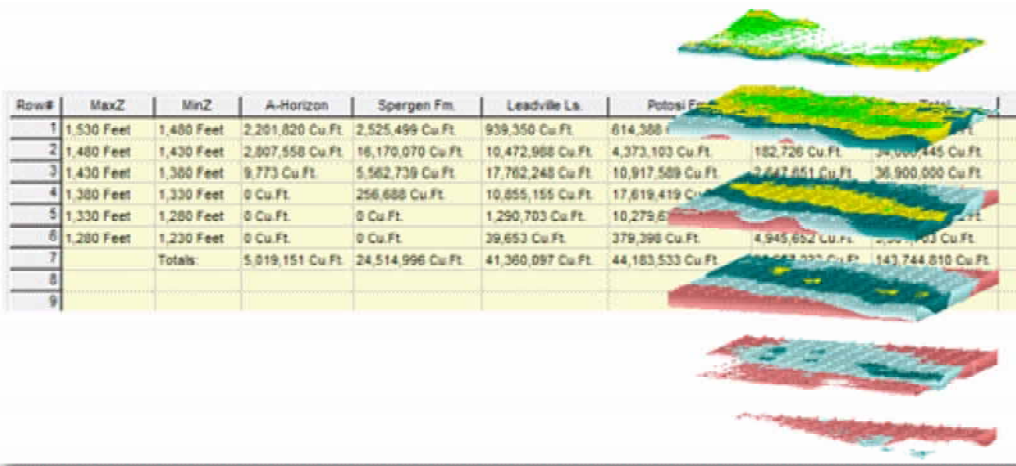 Row# MaxZ MinZ A-Horizon Spergen Fm. Leadville Ls. Potosi Total
1 1,530 Feet 1,480 Feet 2,201,820 Cu.Ft. 2,525,499 Cu.Ft. 939,350 Cu.Ft. 614,388
2 1,480 Feet 1,430 Feet 2,807,558 Cu.Ft. 16,170,070 Cu.Ft. 10,472,988 Cu.Ft. 4,373,103 Cu.Ft. 182,726 Cu.Ft.
3 1,430 Feet 1,380 Feet 9,773 Cu.Ft. 5,562,739 Cu.Ft. 17,762,248 Cu.Ft. 10,917,589 Cu.Ft. 36,900,000 Cu.Ft.
4 1,380 Feet 1,330 Feet 0 Cu.Ft. 256,688 Cu.Ft. 10,855,155 Cu.Ft. 17,619,419
5 1,330 Feet 1,280 Feet 0 Cu.Ft. 0 Cu.Ft. 1,290,703 Cu.Ft.
6 1,280 Feet 1,230 Feet 0 Cu.Ft. 0 Cu.Ft. 39,653 Cu.Ft. 379,398 Cu.Ft. 4,945,652 Cu.Ft.
7 Totals: 5,019,151 Cu.Ft. 24,514,996 Cu.Ft. 41,360,097 Cu.Ft. 44,183,533 Cu.Ft. 143,744,810 Cu.Ft.
8
9